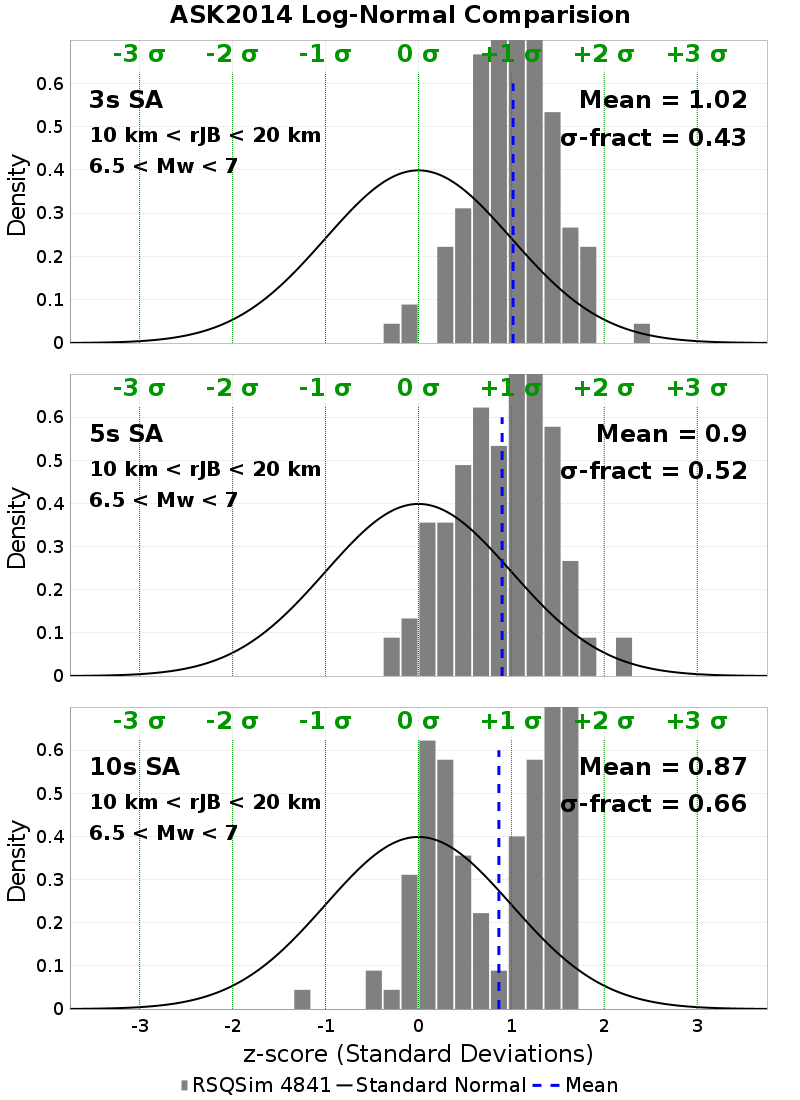 ASK2014 Log-Normal Comparision
-3 σ -2 σ -1 σ 0 σ +1 σ +2 σ +3 σ
3s SA Mean = 1.02
10 km < rJB < 20 km σ-fract = 0.43
6.5 < Mw < 7
Density
0.6
0.5
0.4
0.3
0.2
0.1
0
-3 σ -2 σ -1 σ 0 σ +1 σ +2 σ +3 σ
5s SA Mean = 0.9
10 km < rJB < 20 km σ-fract = 0.52
6.5 < Mw < 7
Density
0.6
0.5
0.4
0.3
0.2
0.1
0
-3 σ -2 σ -1 σ 0 σ +1 σ +2 σ +3 σ
10s SA Mean = 0.87
10 km < rJB < 20 km σ-fract = 0.66
6.5 < Mw < 7
Density
0.6
0.5
0.4
0.3
0.2
0.1
0
-3 -2 -1 0 1 2 3
z-score (Standard Deviations)
RSQSim 4841 Standard Normal Mean